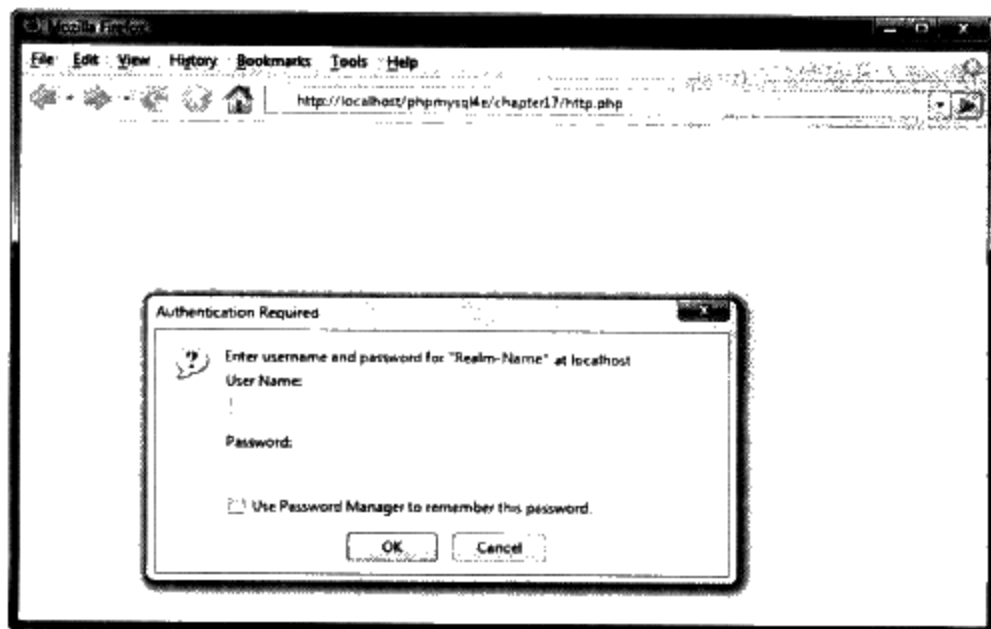 Mozilla Firefox
File Edit View History Bookmarks Tools Help
http://localhost/phpmysql4e/chapter17/http.php
Authentication Required
Enter username and password for "Realm-Name" at localhost
User Name:
Password:
Use Password Manager to remember this password.
OK Cancel